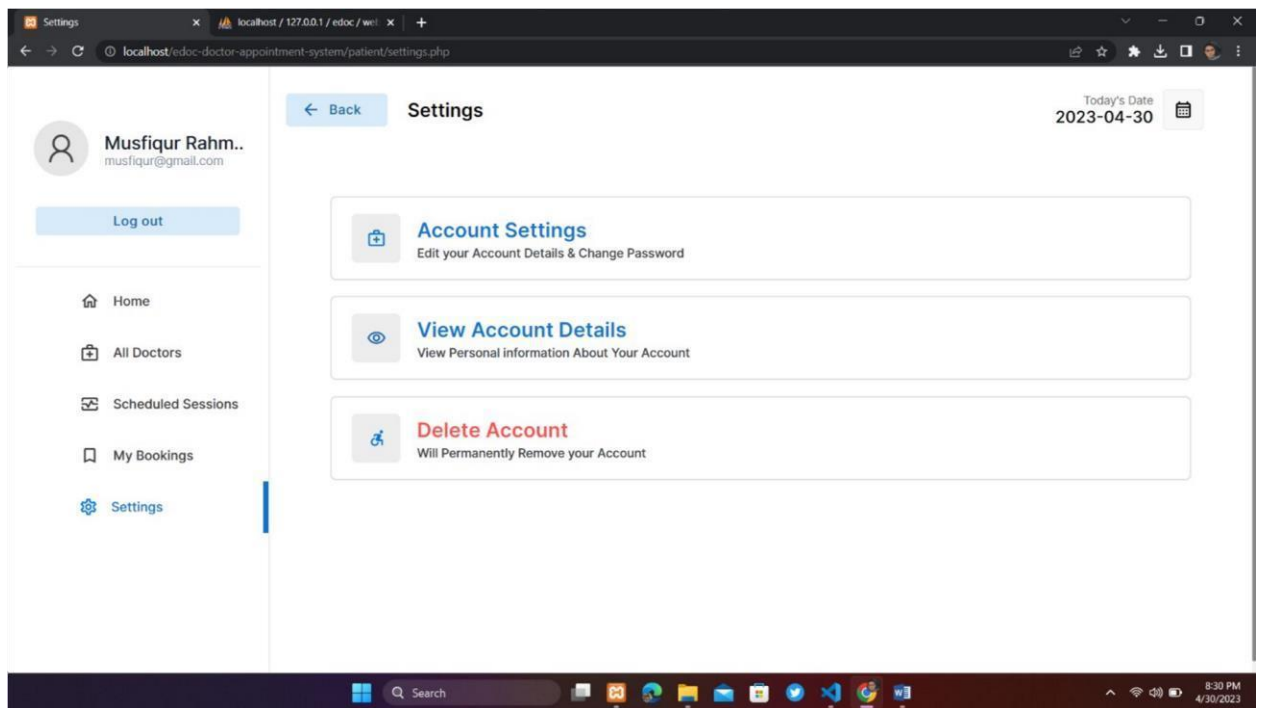 Settings
localhost / 127.0.0.1 / edoc / wel
localhost/edoc-doctor-appointment-system/patient/settings.php
Musfiqur Rahm..
musfiqur@gmail.com
Log out
Home
All Doctors
Scheduled Sessions
My Bookings
Settings
Back
Settings
Today's Date
2023-04-30
Account Settings
Edit your Account Details & Change Password
View Account Details
View Personal information About Your Account
Delete Account
Will Permanently Remove your Account
Search
8:30 PM
4/30/2023